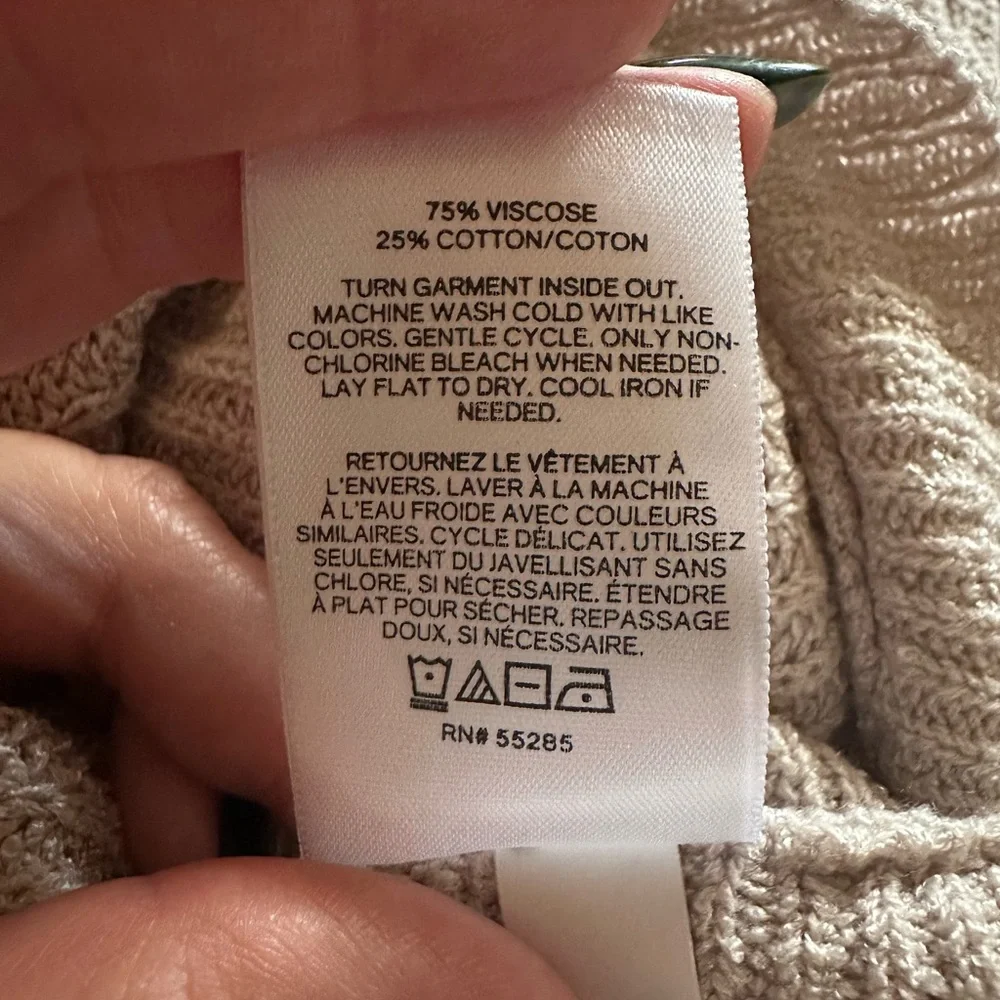 75% VISCOSE
25% COTTON/COTON
TURN GARMENT INSIDE OUT.
MACHINE WASH COLD WITH LIKE
COLORS. GENTLE CYCLE. ONLY NON-
CHLORINE BLEACH WHEN NEEDED.
LAY FLAT TO DRY. COOL IRON IF
NEEDED.
RETOURNEZ LE VÊTEMENT À
L'ENVERS. LAVER À LA MACHINE
À L'EAU FROIDE AVEC COULEURS
SIMILAIRES. CYCLE DÉLICAT. UTILISEZ
SEULEMENT DU JAVELLISANT SANS
CHLORE, SI NÉCESSAIRE. ÉTENDRE
À PLAT POUR SÉCHER. REPASSAGE
DOUX, SI NÉCESSAIRE.
RN# 55285